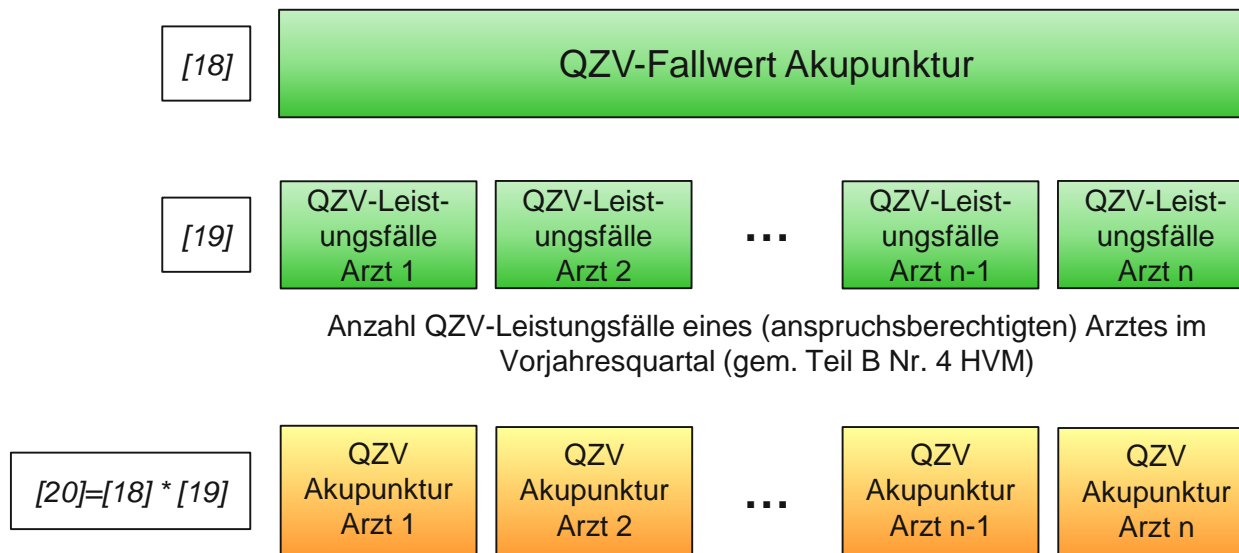 [18]
QZV-Fallwert Akupunktur
[19]
QZV-Leist-
ungsfälle
Arzt 1
QZV-Leist-
ungsfälle
Arzt 2
...
QZV-Leist-
ungsfälle
Arzt n-1
QZV-Leist-
ungsfälle
Arzt n
Anzahl QZV-Leistungsfälle eines (anspruchsberechtigten) Arztes im
Vorjahresquartal (gem. Teil B Nr. 4 HVM)
[20]=[18] * [19]
QZV
Akupunktur
Arzt 1
QZV
Akupunktur
Arzt 2
...
QZV
Akupunktur
Arzt n-1
QZV
Akupunktur
Arzt n